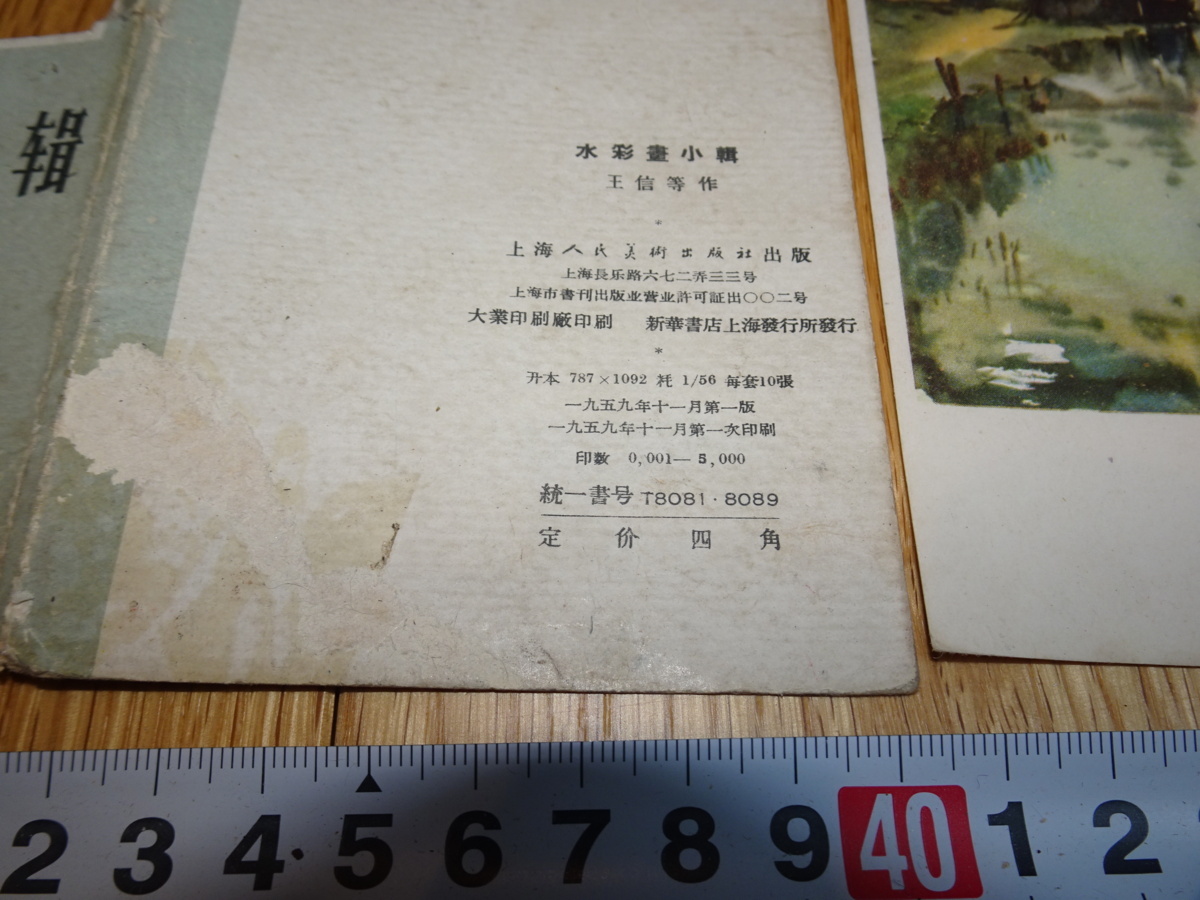 輯
水彩畫小輯
王信等作
*
上海人民美術出版社出版
上海長乐路六七二弄三三号
上海市書刊出版业营业許可証出〇〇二号
大業印刷厰印刷 新華書店上海發行所發行
*
开本 787×1092 耗 1/56 每套10張
一九五九年十一月第一版
一九五九年十一月第一次印刷
印数 0,001—5,000
統一書号 T8081·8089
定价四角
2 3 4 5 6 7 8 9 40 1 2